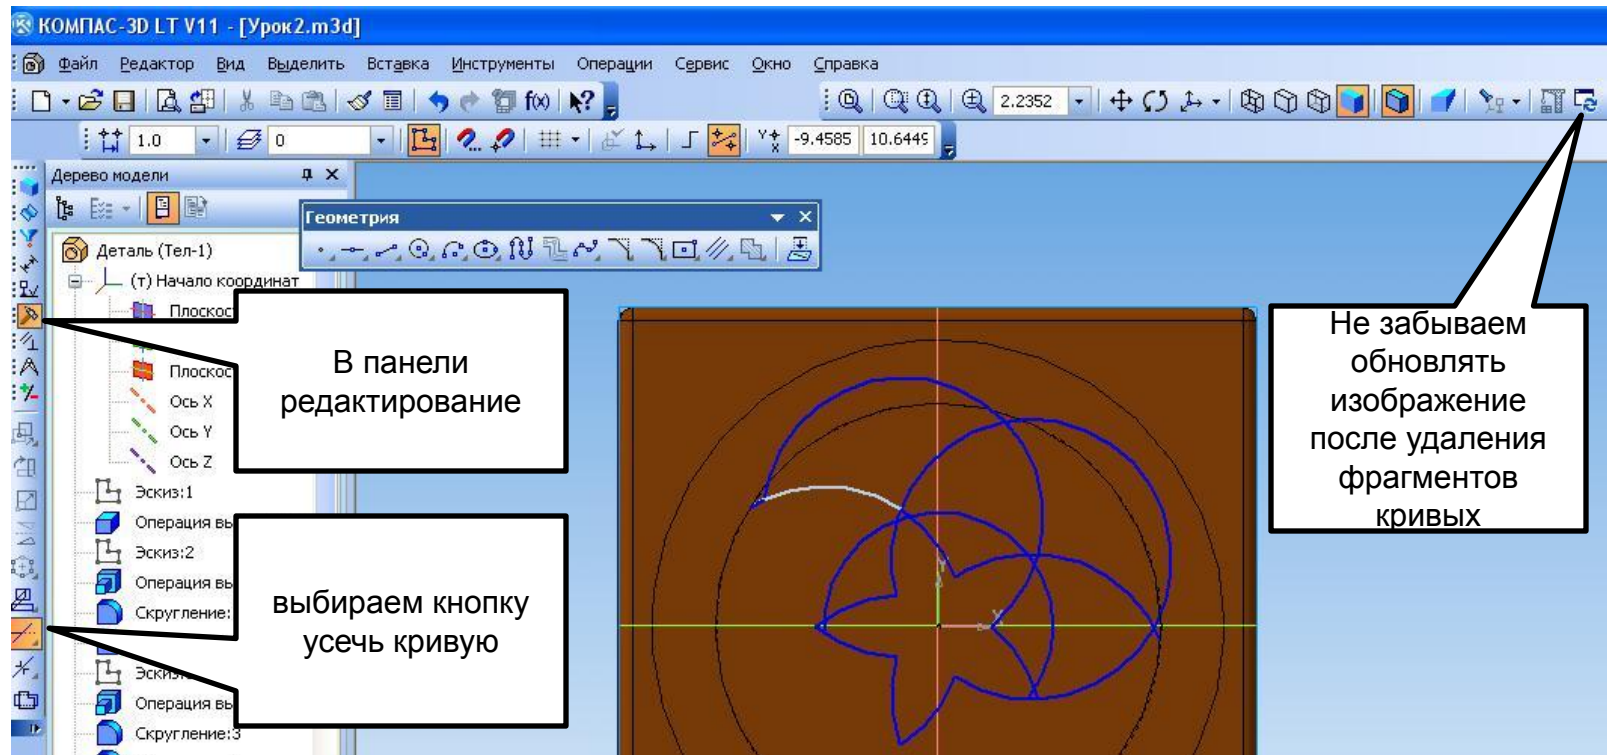 КОМПАС-3D LT V11 - [Урок2.m3d]
Файл Редактор Вид Выделить Вставка Инструменты Операции Сервис Окно Справка
f(x) 2.2352
1.0 0 -9.4585 10.6449
Дерево модели
Геометрия
Деталь (Тел-1)
(т) Начало координат
Плоскос
Плоскос
Ось X
Ось Y
Ось Z
Эскиз:1
Операция вы
Эскиз:2
Операция вы
Скругление:
Операция вы
Скругление:3
В панели
редактирование
выбираем кнопку
усечь кривую
Не забываем
обновлять
изображение
после удаления
фрагментов
кривых
Y
X